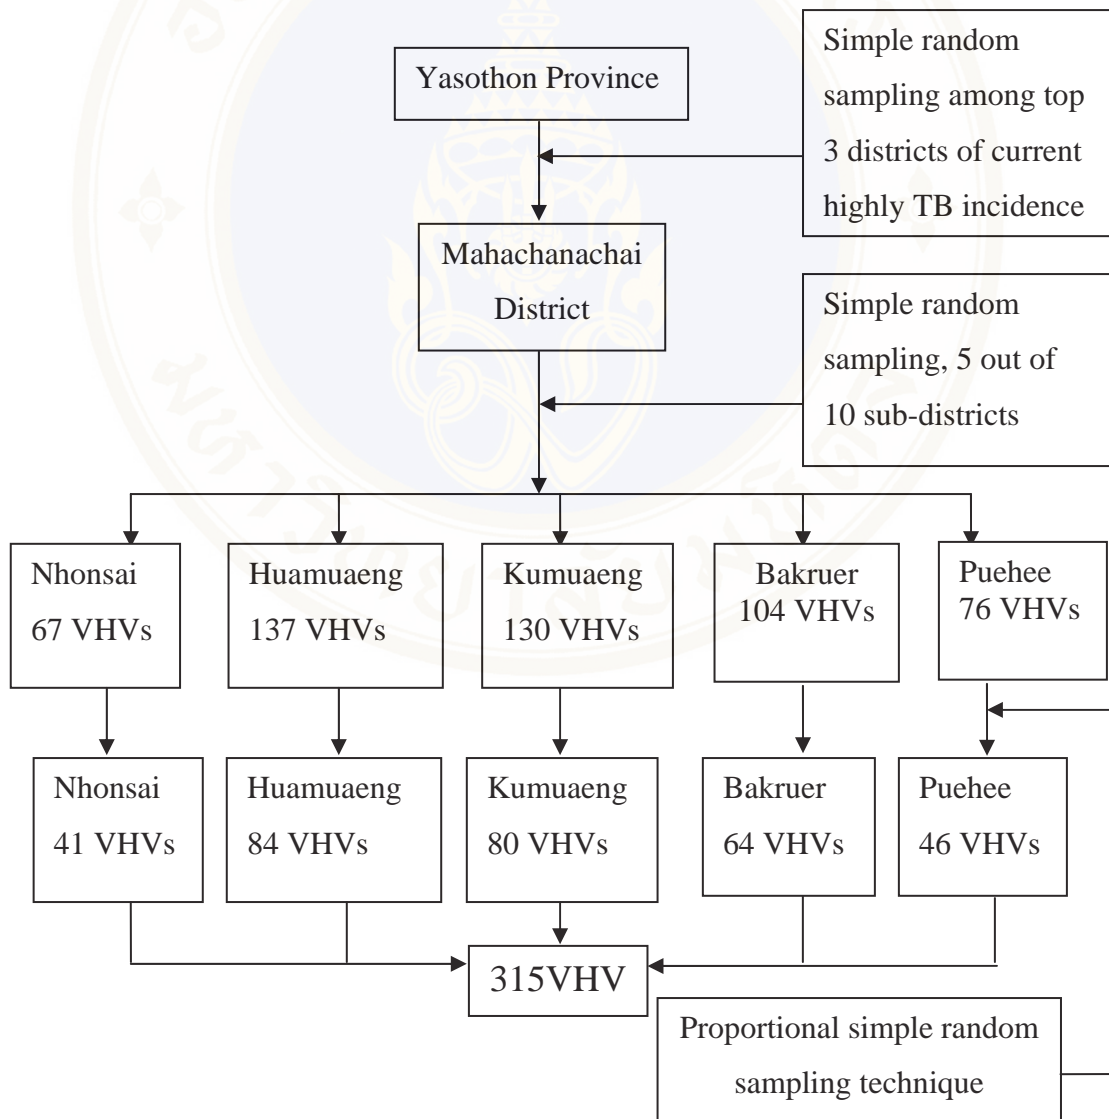 Yasothon Province
Simple random
sampling among top
3 districts of current
highly TB incidence
Mahachanachai
District
Simple random
sampling, 5 out of
10 sub-districts
Nhonsai
67 VHVs
Huamuaeng
137 VHVs
Kumuaeng
130 VHVs
Bakruer
104 VHVs
Puehee
76 VHVs
Nhonsai
41 VHVs
Huamuaeng
84 VHVs
Kumuaeng
80 VHVs
Bakruer
64 VHVs
Puehee
46 VHVs
315VHV
Proportional simple random
sampling technique